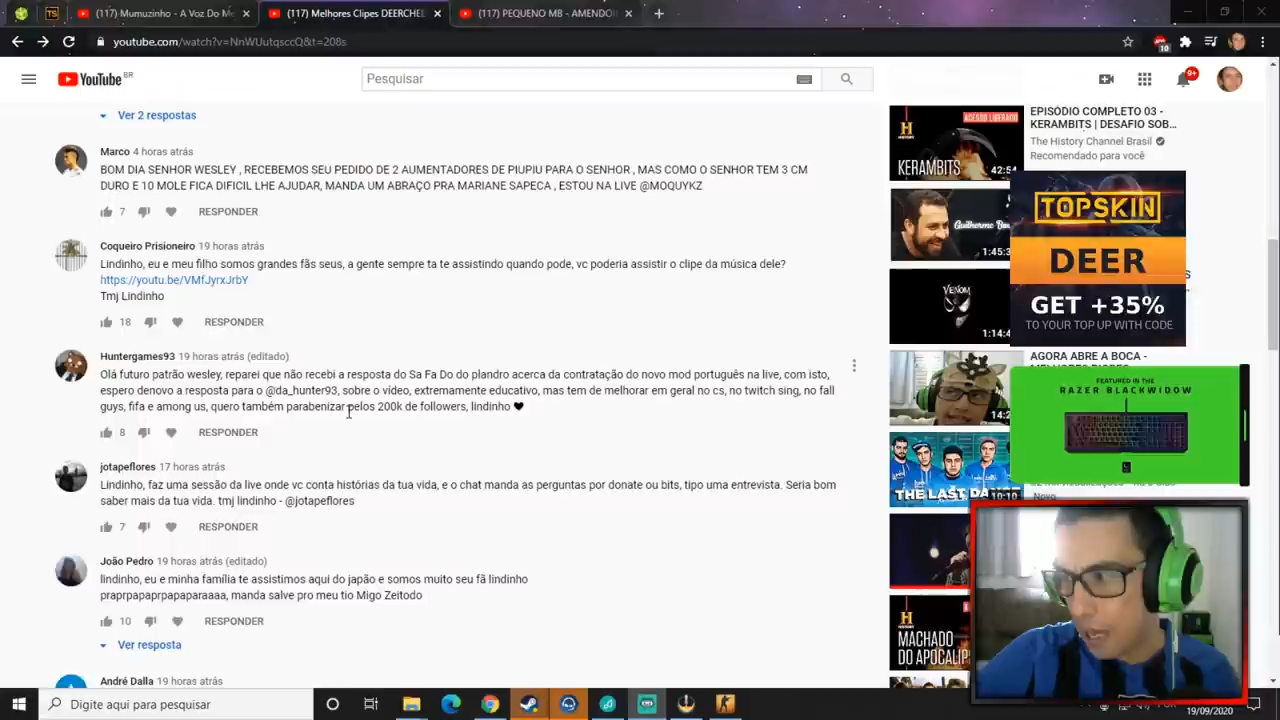 (117) Mumuzinho - A Voz Do M
(117) Melhores Clipes DEERCHE
(117) PEQUENO MB - AMENDO
youtube.com/watch?v=NnWUutqsccQ&t=208s
10
YouTube BR
Pesquisar
9+
Ver 2 respostas
Marco 4 horas atrás
BOM DIA SENHOR WESLEY , RECEBEMOS SEU PEDIDO DE 2 AUMENTADORES DE PIUPIU PARA O SENHOR , MAS COMO O SENHOR TEM 3 CM
DURO E 10 MOLE FICA DIFICIL LHE AJUDAR, MANDA UM ABRAÇO PRA MARIANE SAPECA , ESTOU NA LIVE @MOQUYKZ
7 RESPONDER
Coqueiro Prisioneiro 19 horas atrás
Lindinho, eu e meu filho somos grandes fãs seus, a gente sempre ta te assistindo quando pode, vc poderia assistir o clipe da música dele?
https://youtu.be/VMfJyrxJrbY
Tmj Lindinho
18 RESPONDER
Huntergames93 19 horas atrás (editado)
Olá futuro patrão wesley, reparei que não recebi a resposta do Sa Fa Do do plandro acerca da contratação do novo mod português na live, com isto,
espero denovo a resposta para o @da_hunter93, sobre o vídeo, extremamente educativo, mas tem de melhorar em geral no cs, no twitch sing, no fall
guys, fifa e among us, quero também parabenizar pelos 200k de followers, lindinho ♥
8 RESPONDER
jotapeflores 17 horas atrás
Lindinho, faz uma sessão da live onde vc conta histórias da tua vida, e o chat manda as perguntas por donate ou bits, tipo uma entrevista. Seria bom
saber mais da tua vida. tmj lindinho - @jotapeflores
7 RESPONDER
João Pedro 19 horas atrás (editado)
lindinho, eu e minha família te assistimos aqui do japão e somos muito seu fã lindinho
praprpapaprpapaparaaaa, manda salve pro meu tio Migo Zeitodo
10 RESPONDER
Ver resposta
André Dalla 19 horas atrás
HISTORY
ACESSO LIBERADO
KERAMBITS
42:54
EPISÓDIO COMPLETO 03 -
KERAMBITS | DESAFIO SOB...
The History Channel Brasil
Recomendado para você
1:45:3
VENOM
1:14:4
TOPSKIN
DEER
GET +35%
TO YOUR TOP UP WITH CODE
AGORA ABRE A BOCA -
14:2
FEATURED IN THE
RAZER BLACKWIDOW
THE LAST DA
10:10
Novo
HISTORY
MACHADO
DO APOCALIP
Digite aqui para pesquisar
19/09/2020